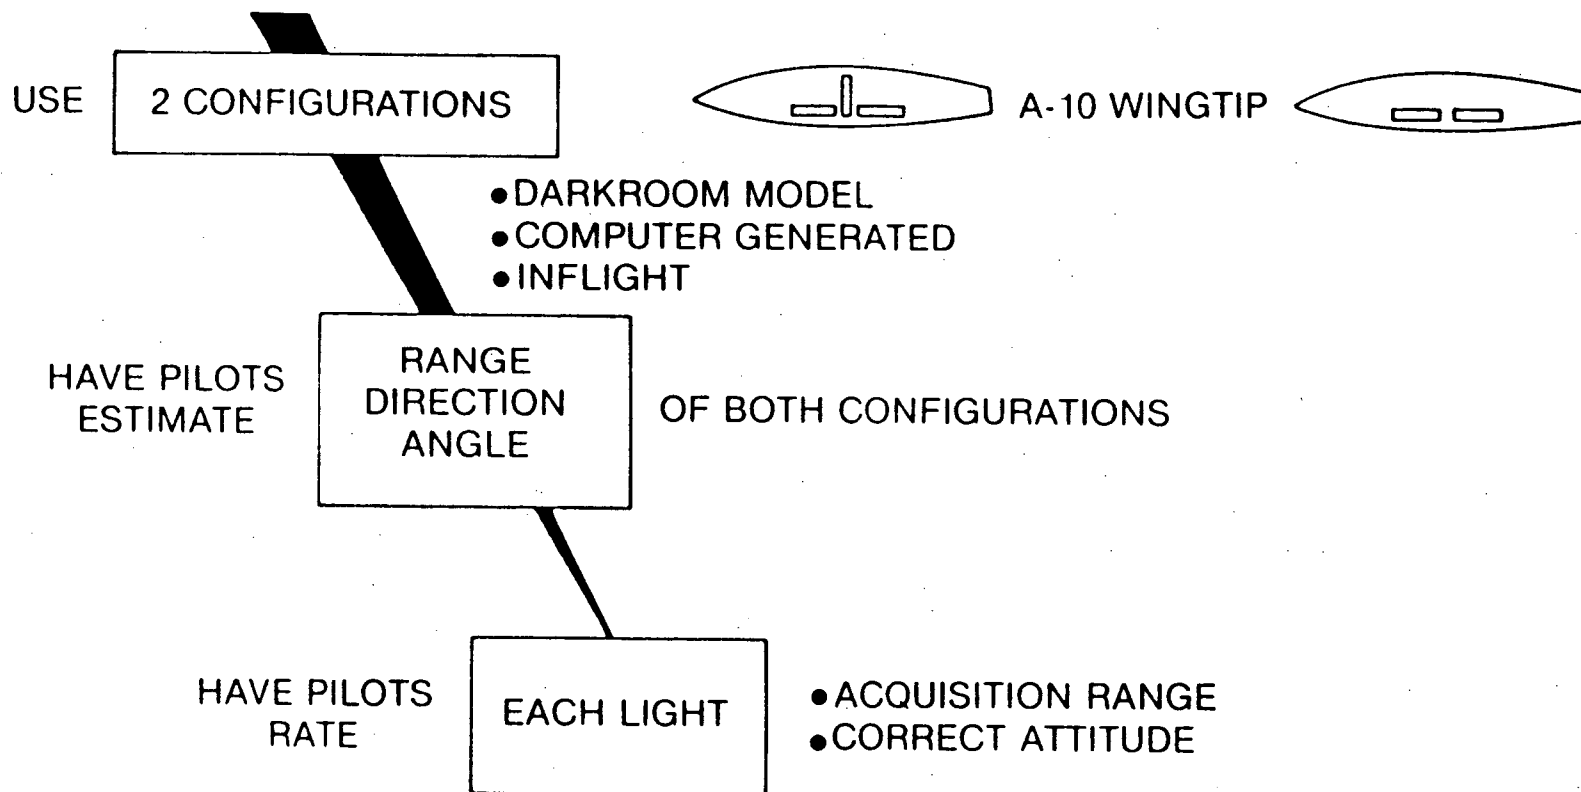 USE
2 CONFIGURATIONS
A-10 WINGTIP
●DARKROOM MODEL
●COMPUTER GENERATED
●INFLIGHT
HAVE PILOTS
ESTIMATE
RANGE
DIRECTION
ANGLE
OF BOTH CONFIGURATIONS
HAVE PILOTS
RATE
EACH LIGHT
●ACQUISITION RANGE
●CORRECT ATTITUDE